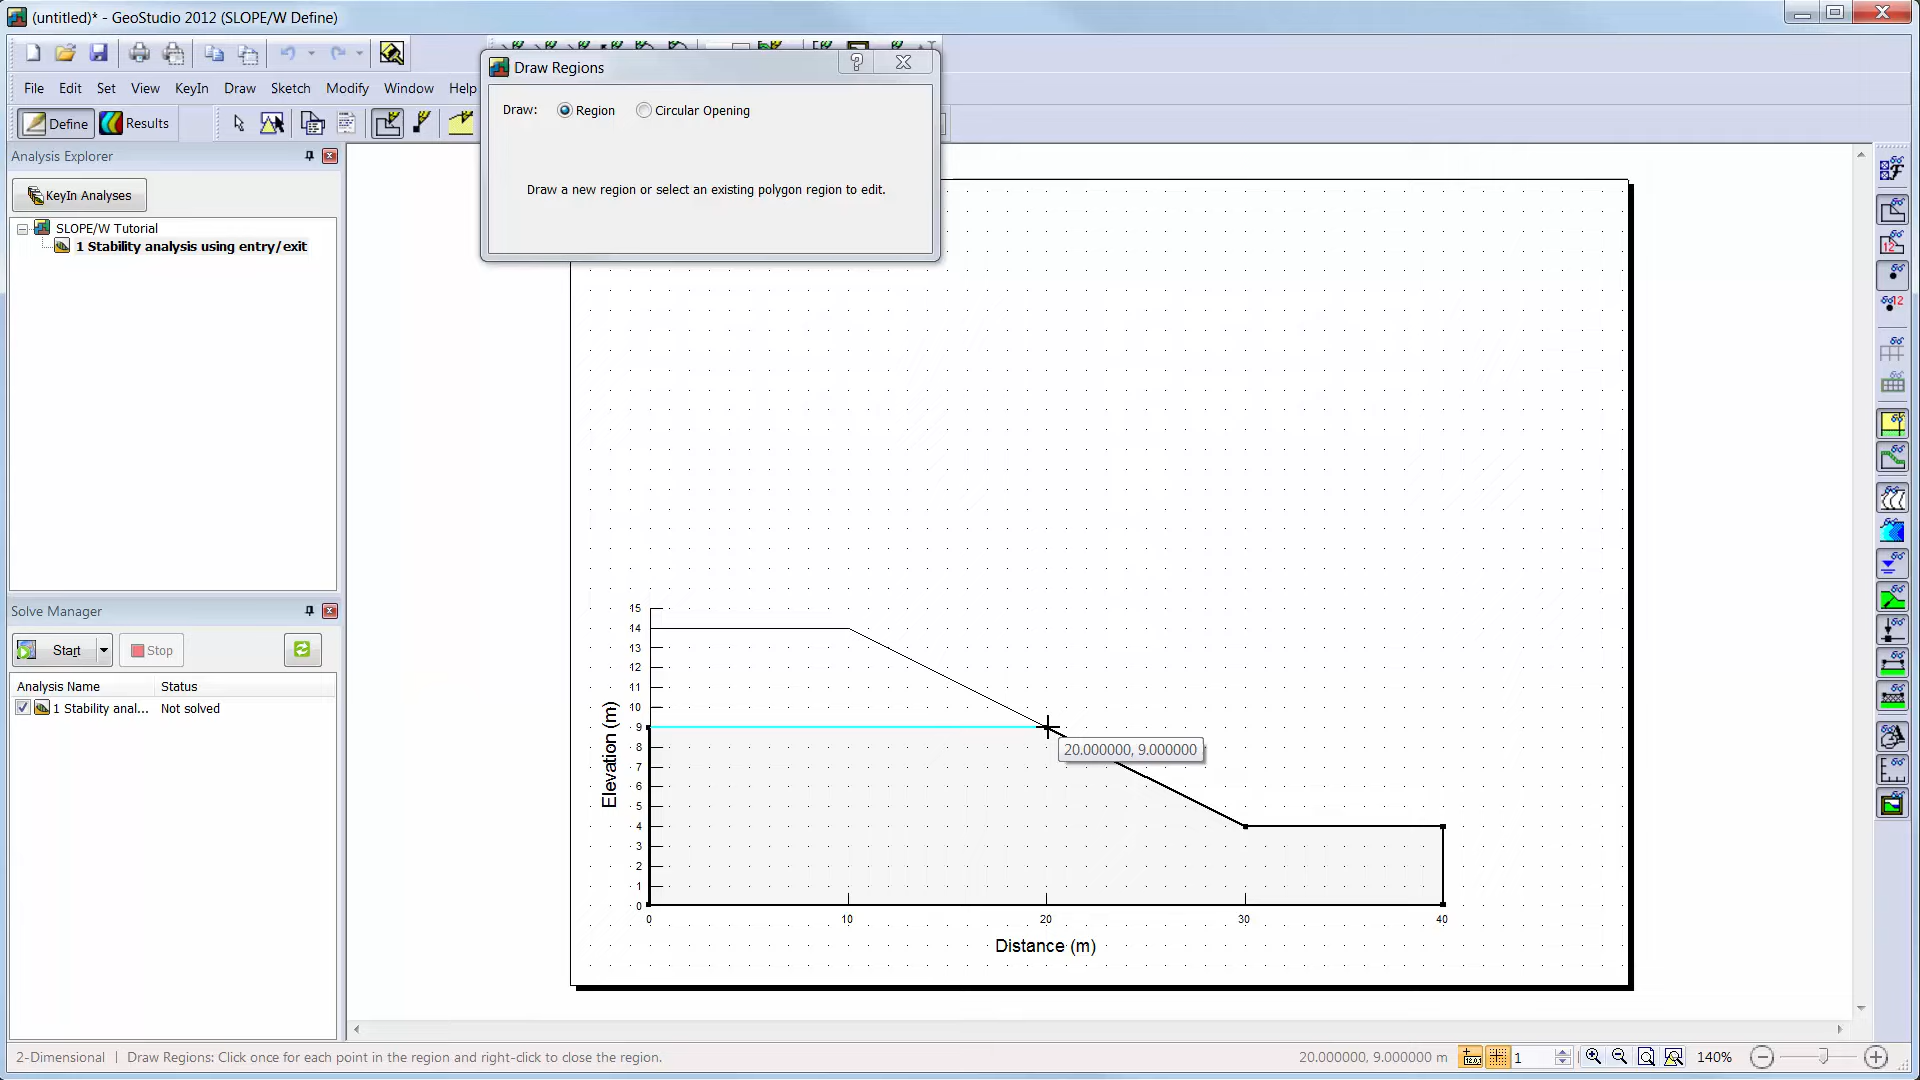 (untitled)* - GeoStudio 2012 (SLOPE/W Define)
File Edit Set View KeyIn Draw Sketch Modify Window Help
Define Results
Draw Regions
Draw: Region Circular Opening
Draw a new region or select an existing polygon region to edit.
Analysis Explorer
KeyIn Analyses
SLOPE/W Tutorial
1 Stability analysis using entry/exit
Solve Manager
Start Stop
Analysis Name Status
1 Stability anal... Not solved
15
14
13
12
11
10
9
8
7
6
5
4
3
2
1
0
Elevation (m)
20.000000, 9.000000
0 10 20 30 40
Distance (m)
12
12
2-Dimensional Draw Regions: Click once for each point in the region and right-click to close the region. 20.000000, 9.000000 m 1 140%